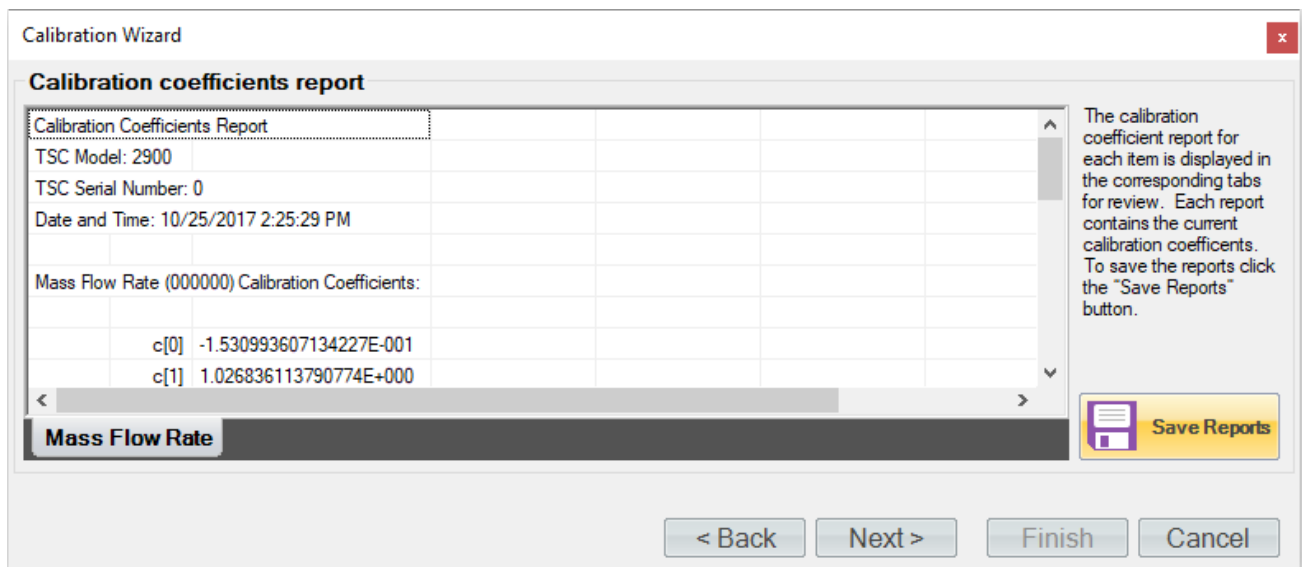 Calibration Wizard
x
Calibration coefficients report
Calibration Coefficients Report
TSC Model: 2900
TSC Serial Number: 0
Date and Time: 10/25/2017 2:25:29 PM
Mass Flow Rate (000000) Calibration Coefficients:
c[0] -1.530993607134227E-001
c[1] 1.026836113790774E+000
Mass Flow Rate
The calibration
coefficient report for
each item is displayed in
the corresponding tabs
for review. Each report
contains the current
calibration coefficents.
To save the reports click
the "Save Reports"
button.
Save Reports
< Back
Next >
Finish
Cancel